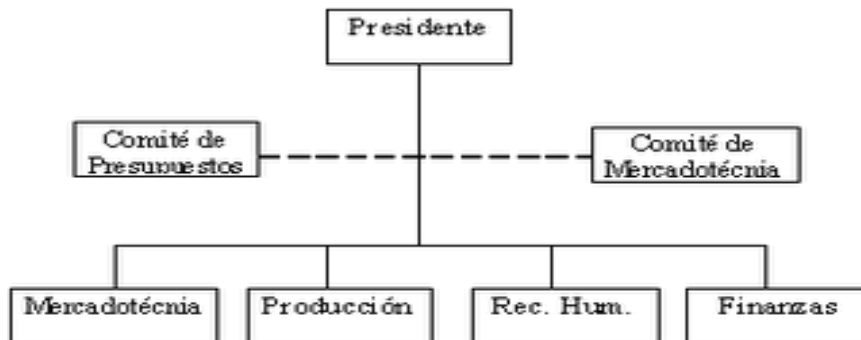 Presidente
Comité de
Presupuestos
Comité de
Mercadotécnia
Mercadotécnia
Producción
Rec. Hum.
Finanzas